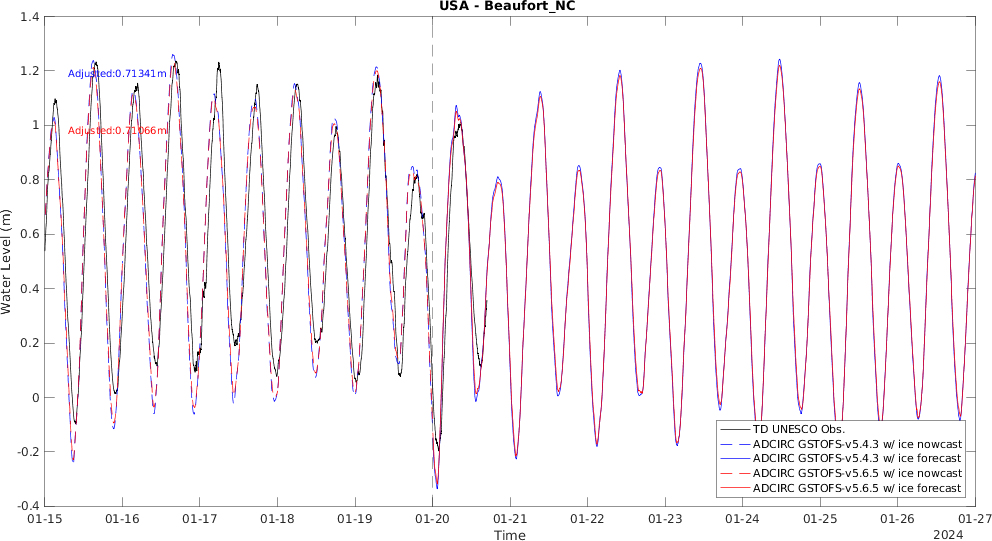 USA - Beaufort_NC
1.4
1.2
1
0.8
0.6
0.4
0.2
0
-0.2
-0.4
Water Level (m)
Adjusted:0.71341m
Adjusted:0.71066m
TD UNESCO Obs.
ADCIRC GSTOFS-v5.4.3 w/ ice nowcast
ADCIRC GSTOFS-v5.4.3 w/ ice forecast
ADCIRC GSTOFS-v5.6.5 w/ ice nowcast
ADCIRC GSTOFS-v5.6.5 w/ ice forecast
01-15 01-16 01-17 01-18 01-19 01-20 01-21 01-22 01-23 01-24 01-25 01-26 01-27
Time
2024